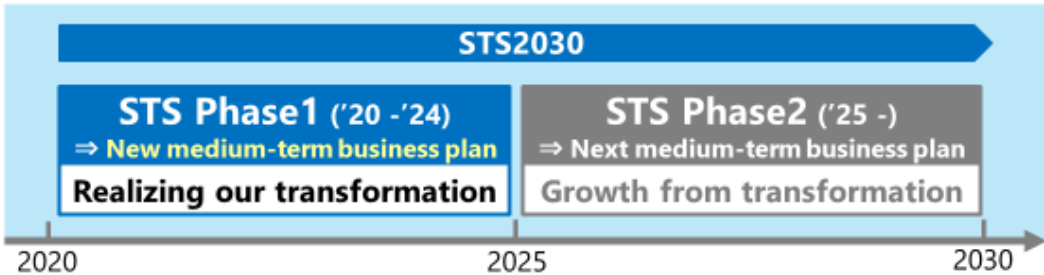 STS2030
STS Phase1 (’20 -’24)
⇒ New medium-term business plan
Realizing our transformation
STS Phase2 (’25 -)
⇒ Next medium-term business plan
Growth from transformation
2020
2025
2030